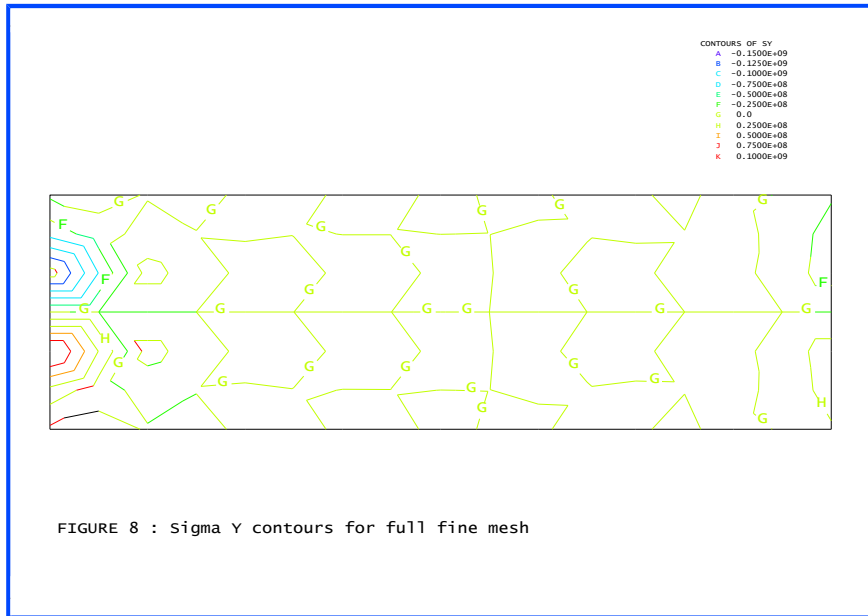 CONTOURS OF SY
A -0.1500E+09
B -0.1250E+09
C -0.1000E+09
D -0.7500E+08
E -0.5000E+08
F -0.2500E+08
G 0.0
H 0.2500E+08
I 0.5000E+08
J 0.7500E+08
K 0.1000E+09
G G G G G
F G
G
F G G
G G G G G G
H
G G G
G G G
G H
G G
FIGURE 8 : Sigma Y contours for full fine mesh